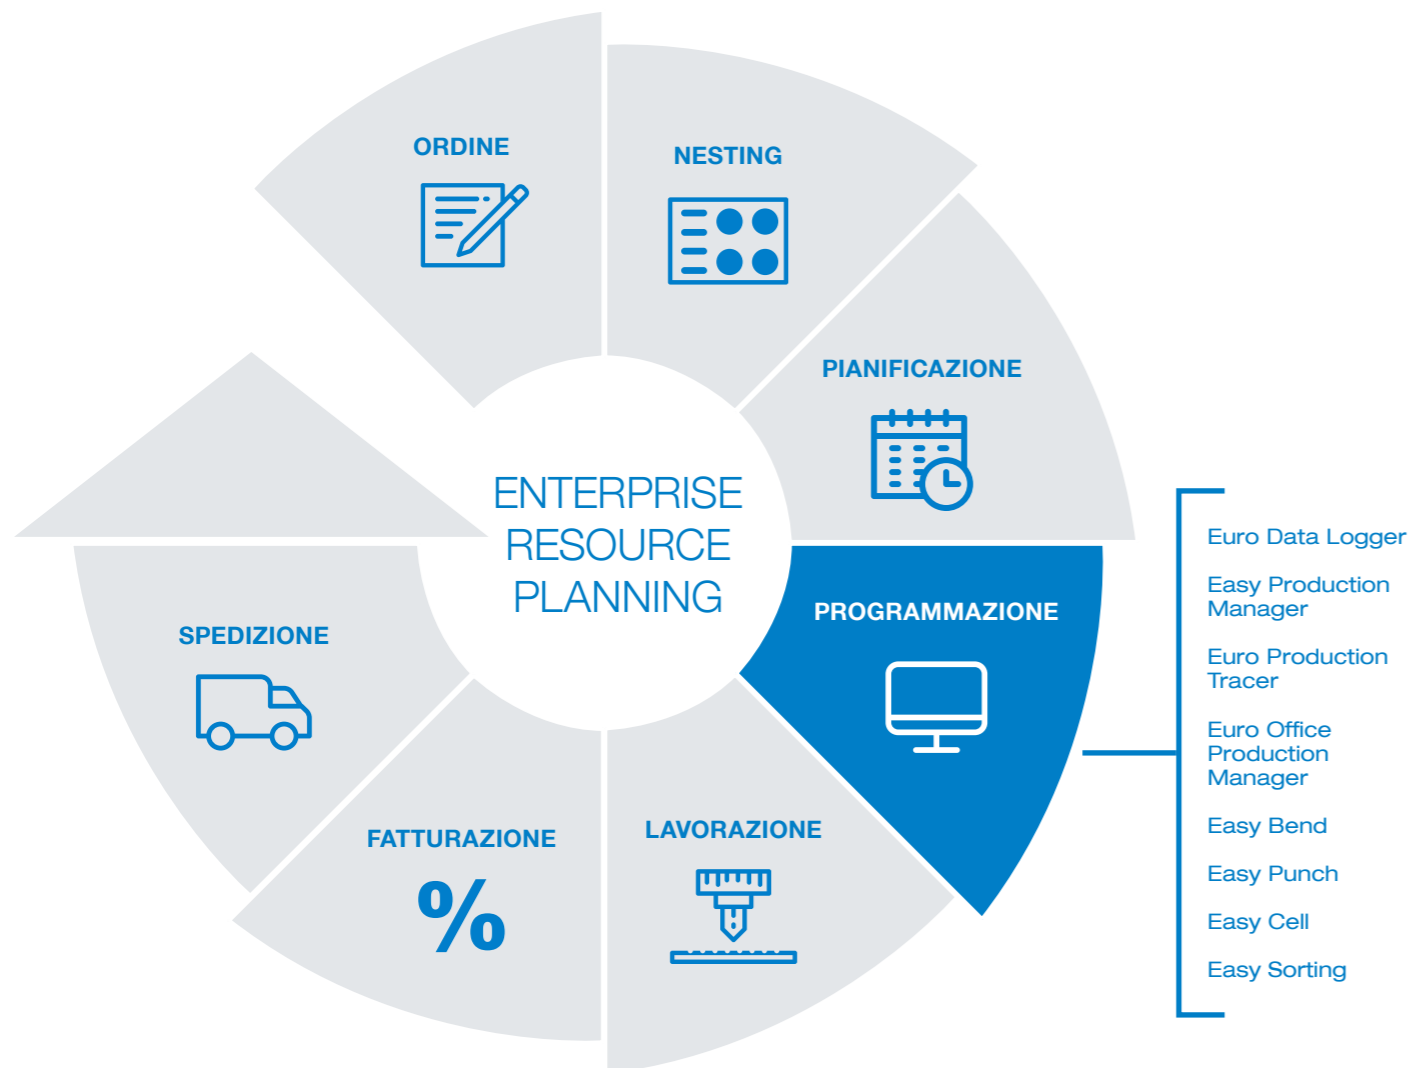 ORDINE
NESTING
PIANIFICAZIONE
ENTERPRISE
RESOURCE
PLANNING
PROGRAMMAZIONE
SPEDIZIONE
FATTURAZIONE
%
LAVORAZIONE
Euro Data Logger
Easy Production
Manager
Euro Production
Tracer
Euro Office
Production
Manager
Easy Bend
Easy Punch
Easy Cell
Easy Sorting